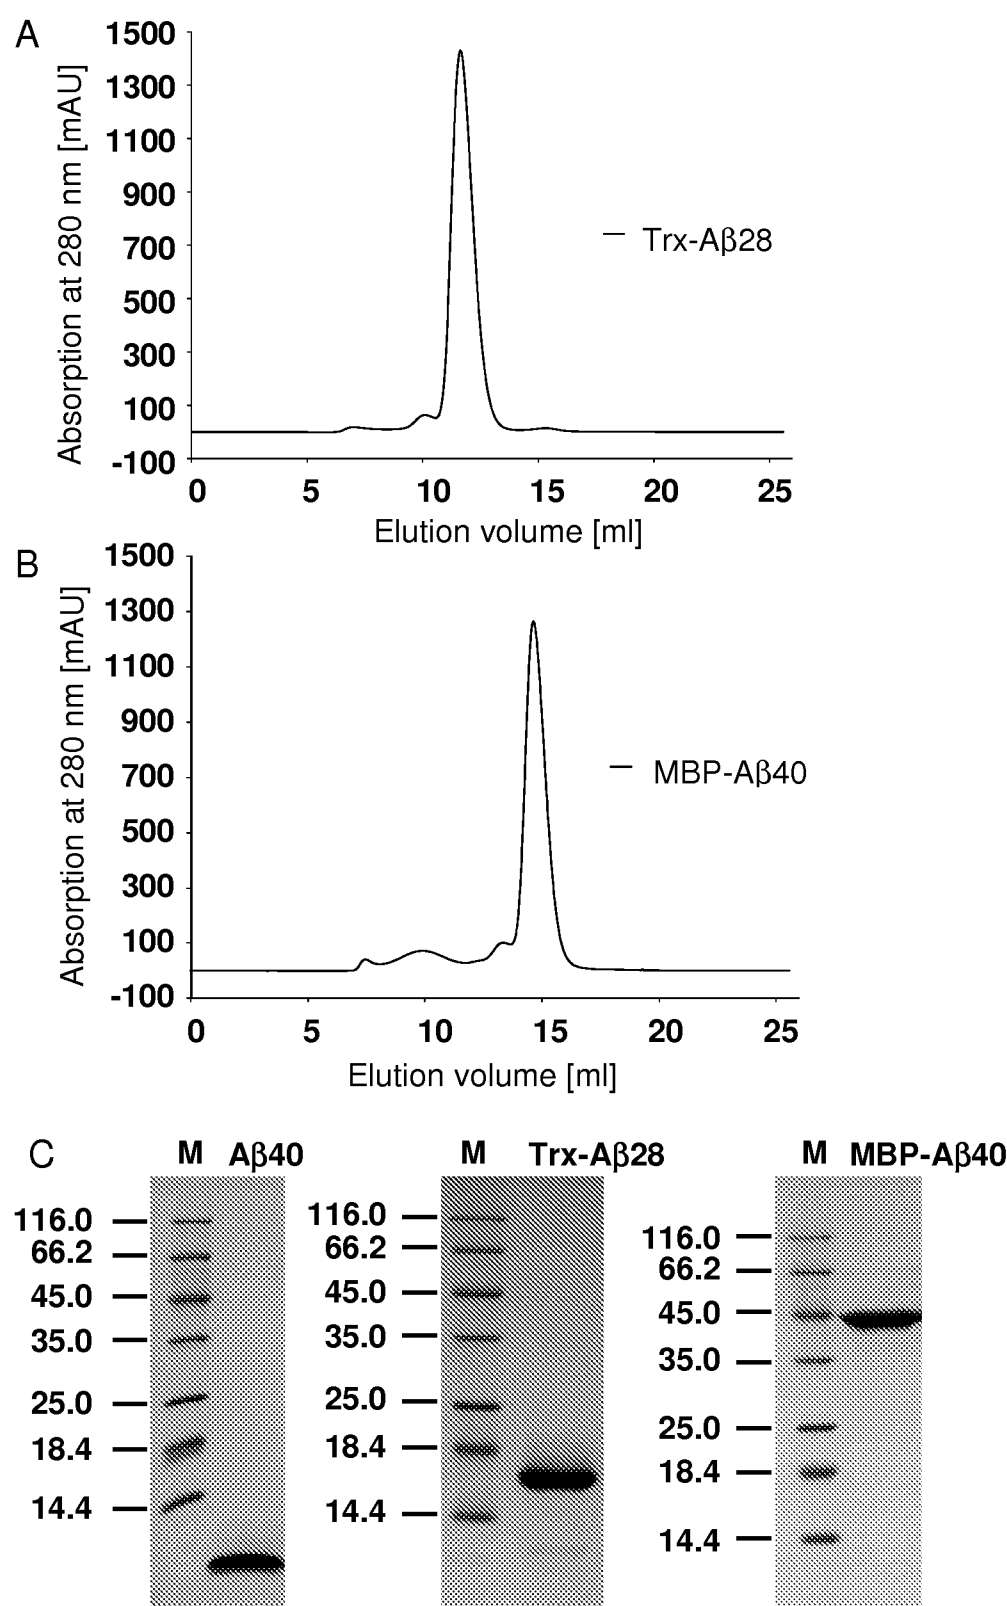 A
1500
1300
1100
900
700
500
300
100
-100
Absorption at 280 nm [mAU]
Trx-Aβ28
0 5 10 15 20 25
Elution volume [ml]
B
1500
1300
1100
900
700
500
300
100
-100
Absorption at 280 nm [mAU]
MBP-Aβ40
0 5 10 15 20 25
Elution volume [ml]
C
M Aβ40
116.0
66.2
45.0
35.0
25.0
18.4
14.4
M Trx-Aβ28
116.0
66.2
45.0
35.0
25.0
18.4
14.4
M MBP-Aβ40
116.0
66.2
45.0
35.0
25.0
18.4
14.4